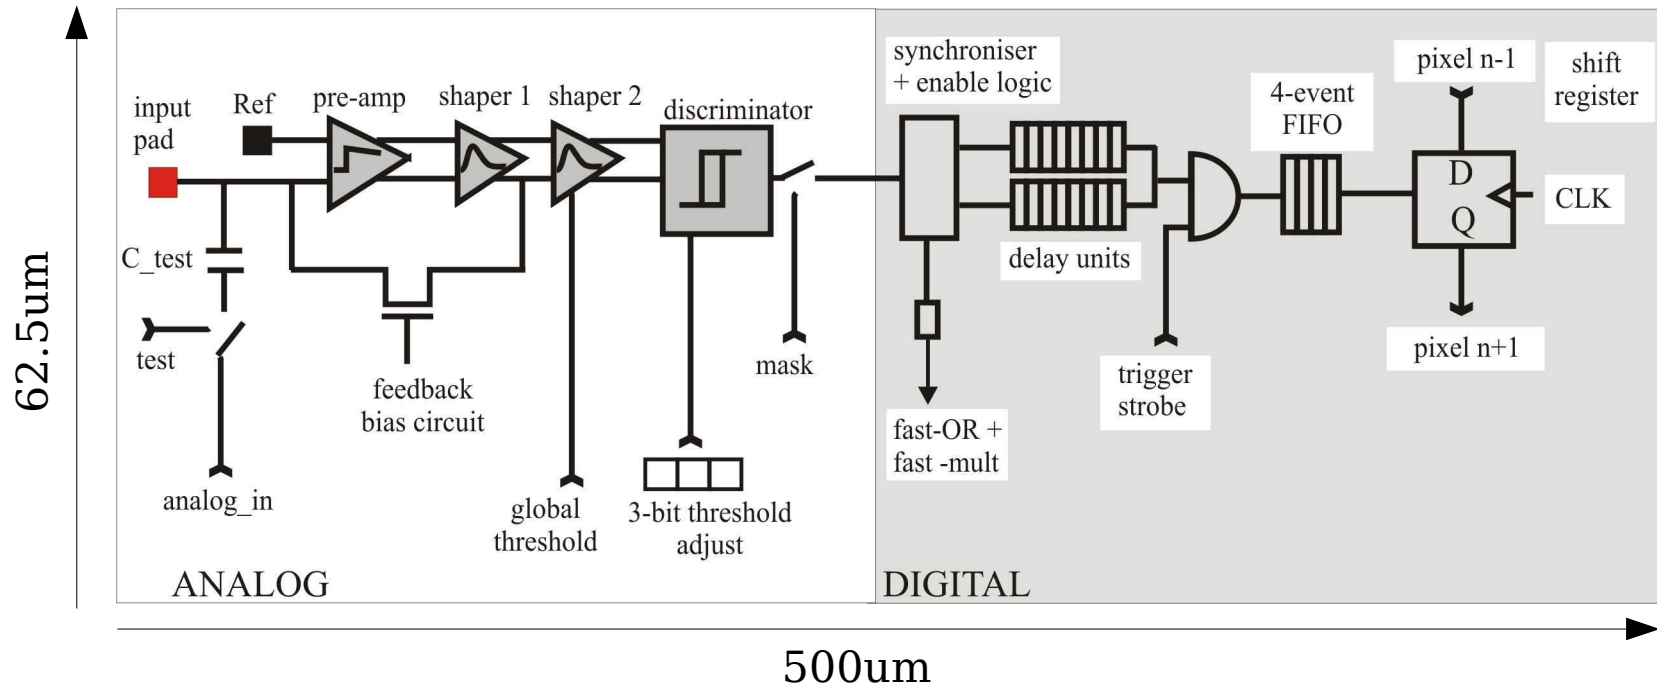 62.5um
input
pad
Ref
pre-amp
shaper 1
shaper 2
discriminator
C_test
test
analog_in
feedback
bias circuit
global
threshold
3-bit threshold
adjust
mask
ANALOG
synchroniser
+ enable logic
delay units
fast-OR +
fast -mult
trigger
strobe
4-event
FIFO
pixel n-1
shift
register
D
Q
CLK
pixel n+1
DIGITAL
500um